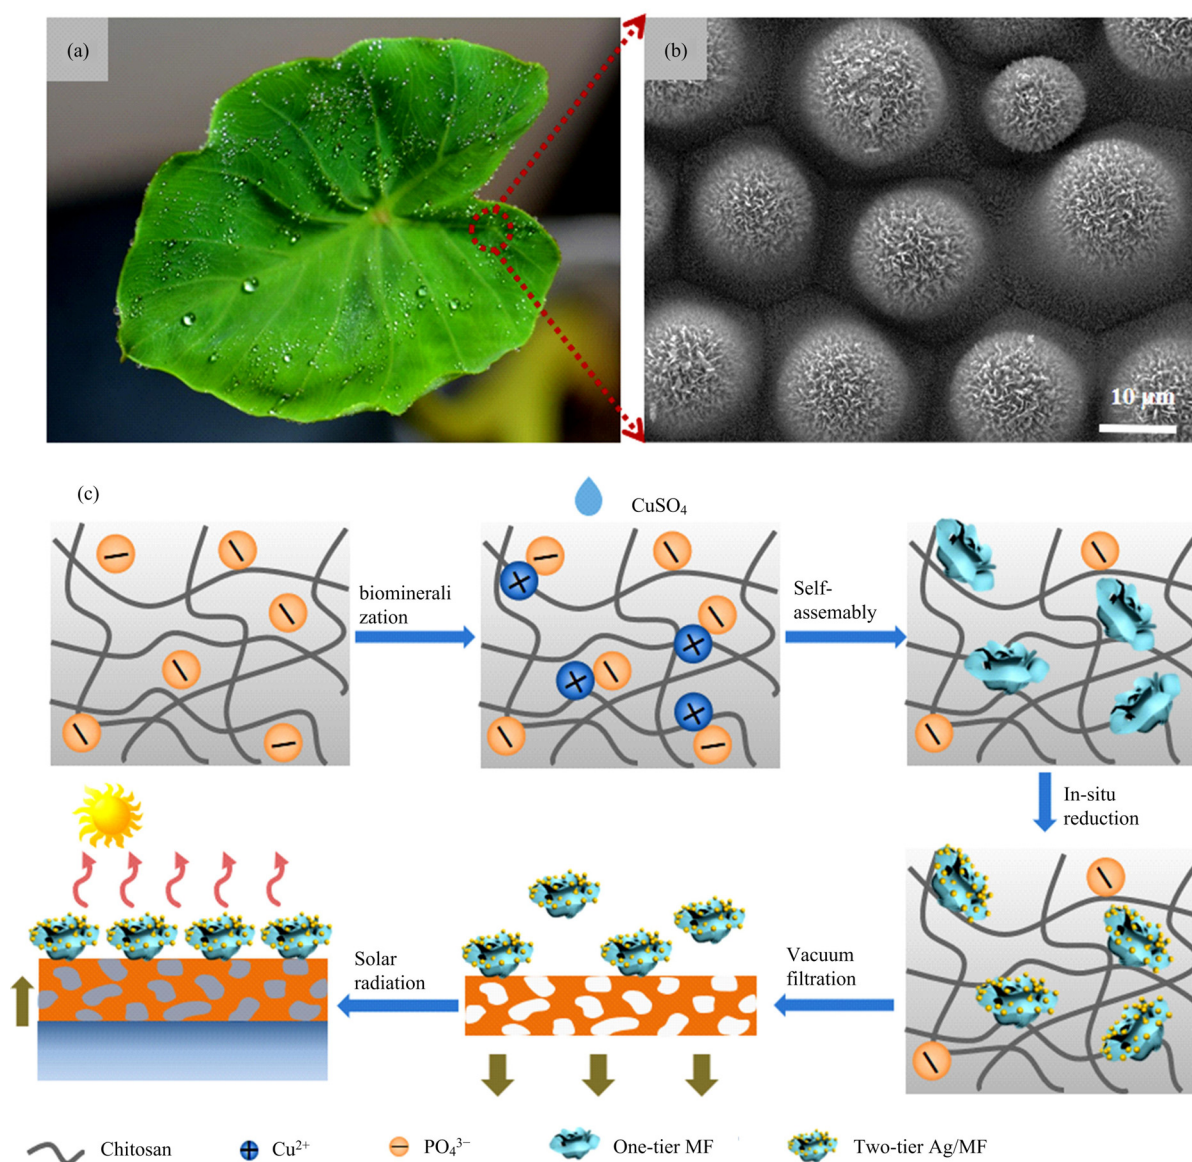 (a)
(b)
10 μm
(c)
CuSO₄
biominerali
zation
Self-
assembly
In-situ
reduction
Solar
radiation
Vacuum
filtration
Chitosan
Cu²⁺
PO₄³⁻
One-tier MF
Two-tier Ag/MF